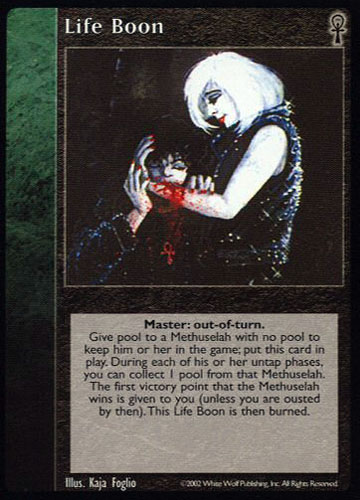 Life Boon
Master: out-of-turn.
Give pool to a Methuselah with no pool to
keep him or her in the game; put this card in
play. During each of his or her untap phases,
you can collect 1 pool from that Methuselah.
The first victory point that the Methuselah
wins is given to you (unless you are ousted
by then). This Life Boon is then burned.
Illus. Kaja Foglio
©2002 White Wolf Publishing, Inc. All Rights Reserved.